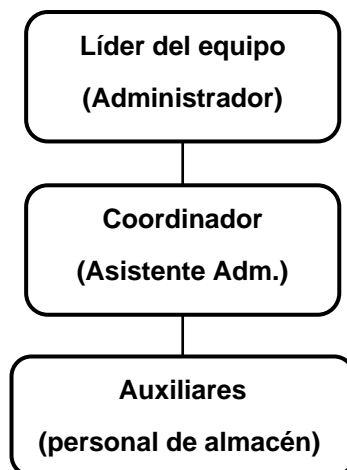 Líder del equipo
(Administrador)
Coordinador
(Asistente Adm.)
Auxiliares
(personal de almacén)